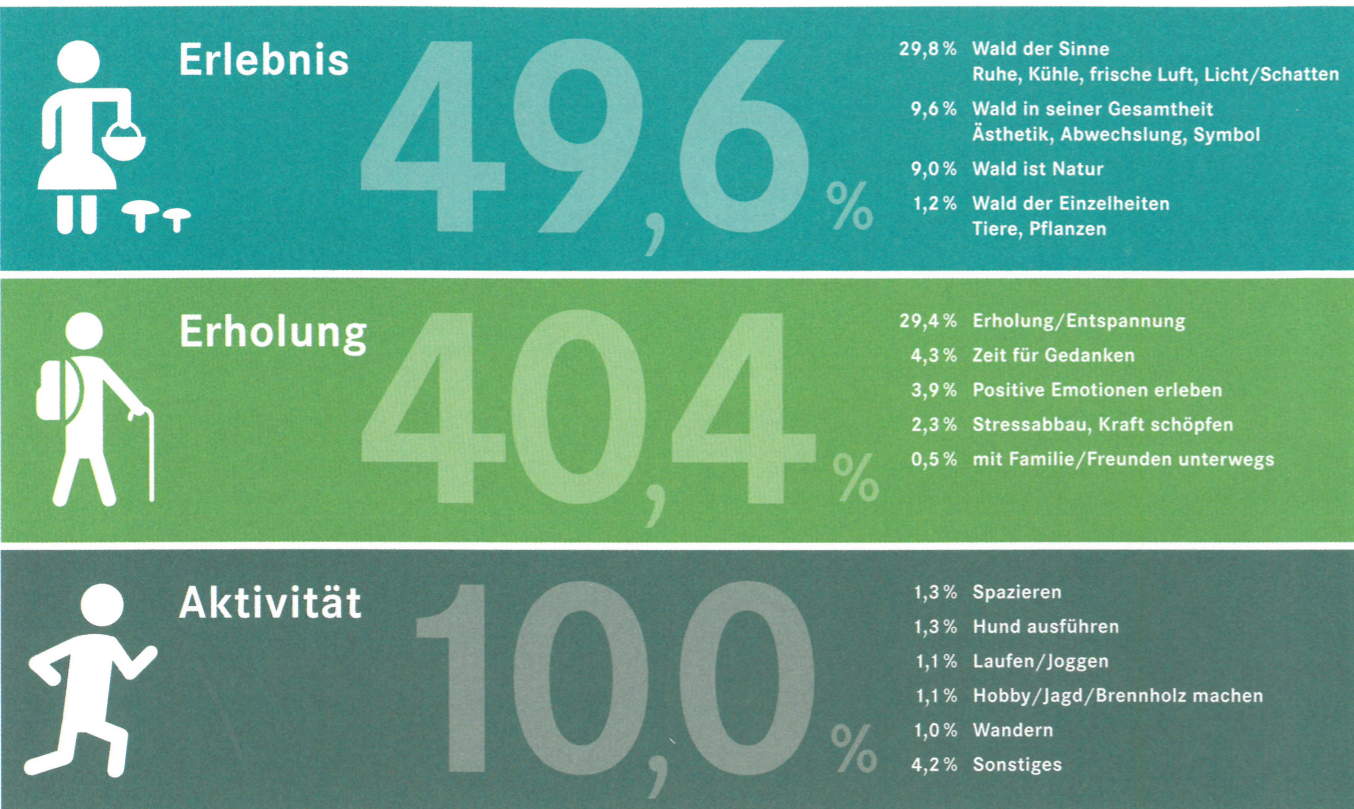 Erlebnis
49,6 %
29,8 % Wald der Sinne
Ruhe, Kühle, frische Luft, Licht/Schatten
9,6 % Wald in seiner Gesamtheit
Ästhetik, Abwechslung, Symbol
9,0 % Wald ist Natur
1,2 % Wald der Einzelheiten
Tiere, Pflanzen
Erholung
40,4 %
29,4 % Erholung/Entspannung
4,3 % Zeit für Gedanken
3,9 % Positive Emotionen erleben
2,3 % Stressabbau, Kraft schöpfen
0,5 % mit Familie/Freunden unterwegs
Aktivität
10,0 %
1,3 % Spazieren
1,3 % Hund ausführen
1,1 % Laufen/Joggen
1,1 % Hobby/Jagd/Brennholz machen
1,0 % Wandern
4,2 % Sonstiges